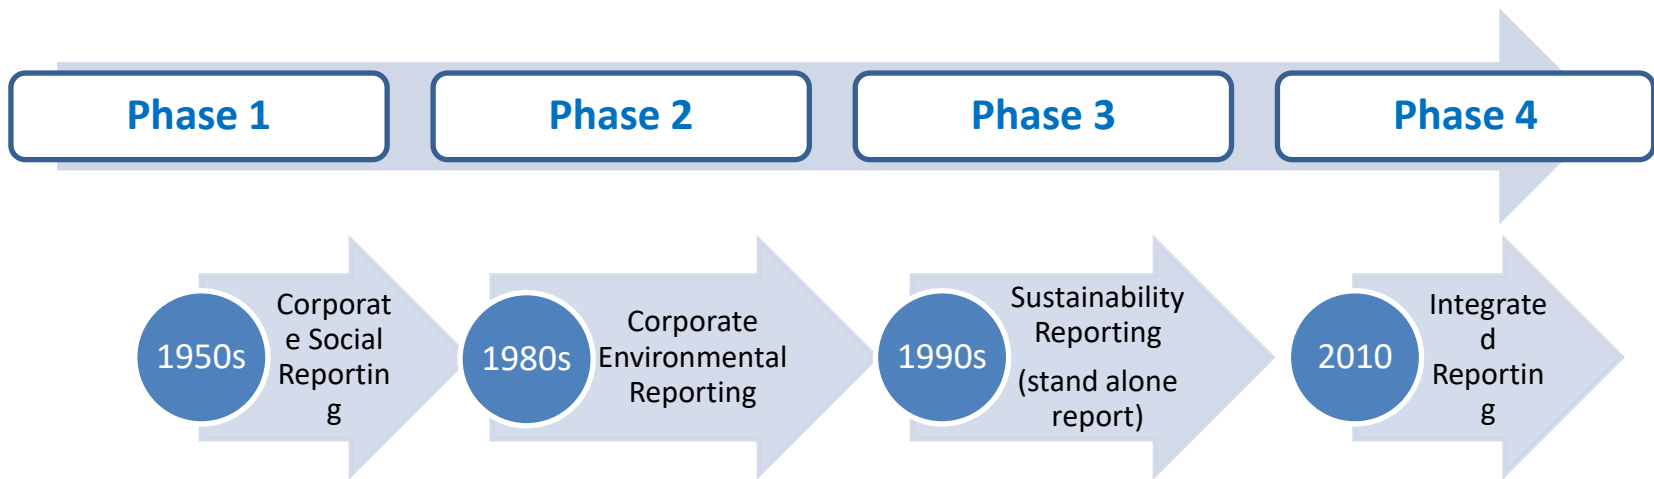 Phase 1
Phase 2
Phase 3
Phase 4
1950s
Corporat
e Social
Reportin
g
1980s
Corporate
Environmental
Reporting
1990s
Sustainability
Reporting
(stand alone
report)
2010
Integrate
d
Reportin
g